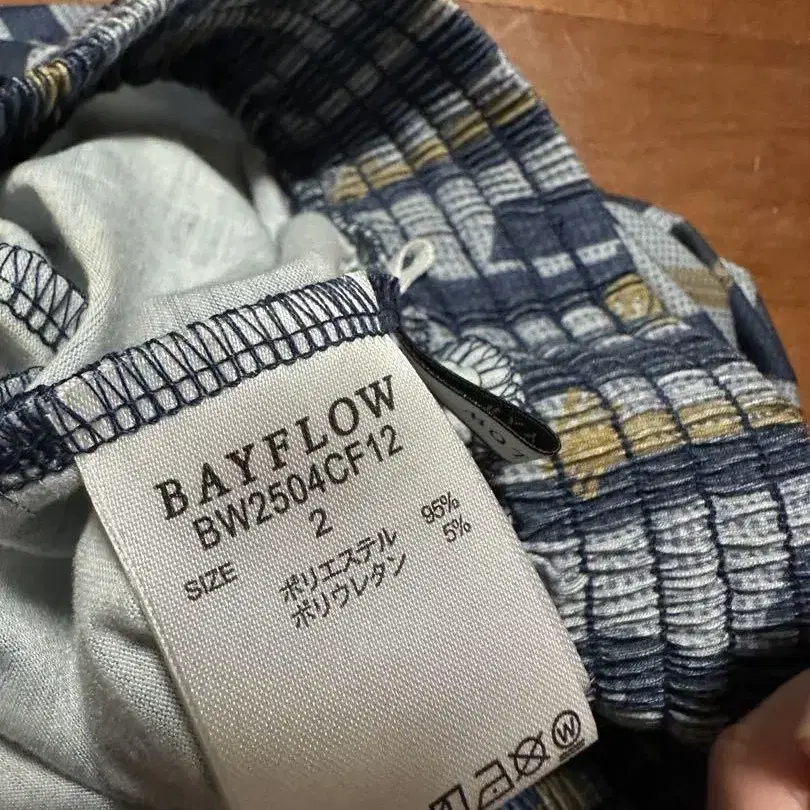 BAYFLOW
BW2504CF12
SIZE 2
ポリエステル 95%
ポリウレタン 5%
W